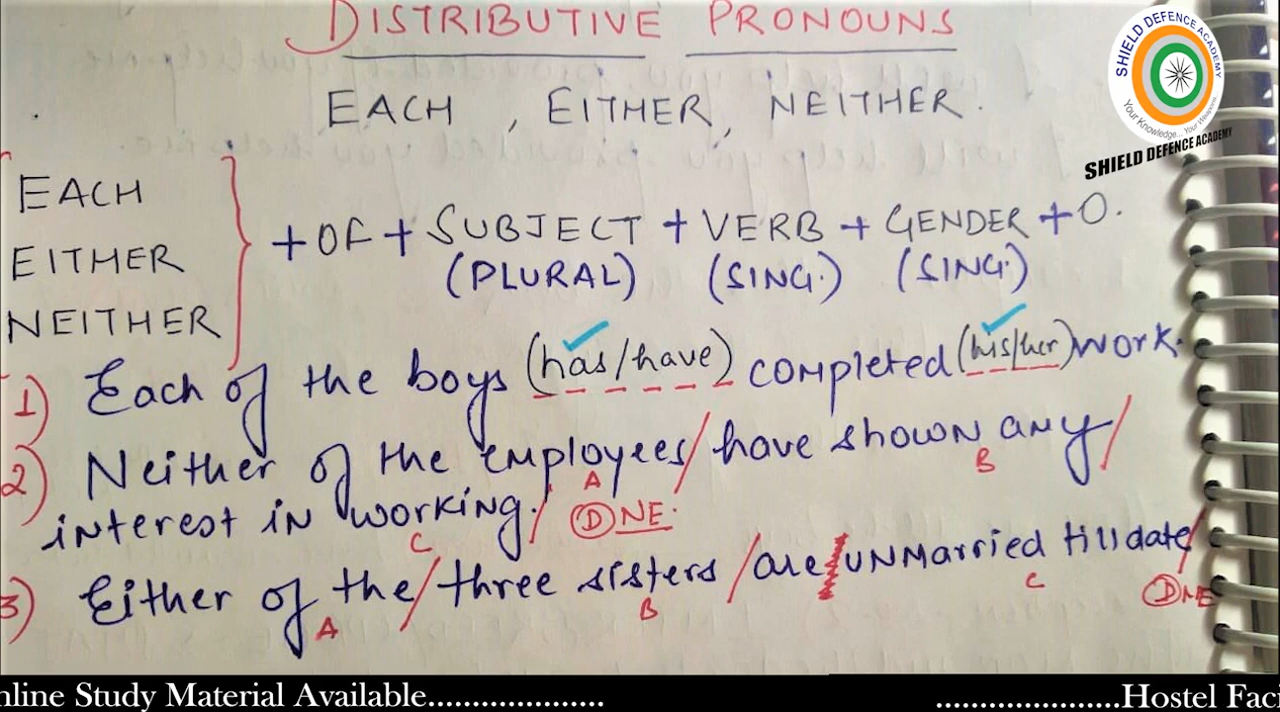 DISTRIBUTIVE PRONOUNS
EACH, EITHER, NEITHER.
SHIELD DEFENCE ACADEMY
Your Knowledge... Your Weapons
SHIELD DEFENCE ACADEMY
EACH
EITHER
NEITHER
+ OF + SUBJECT + VERB + GENDER + O.
(PLURAL) (SING.) (SING.)
1) Each of the boys (has/have) completed (his/her) work.
2) Neither of the employees/ have shown any/
A B
interest in working./ D NE.
C
3) Either of the/ three sisters / are / unmarried till date/
A B C D NE
nline Study Material Available.................... .....................Hostel Faci